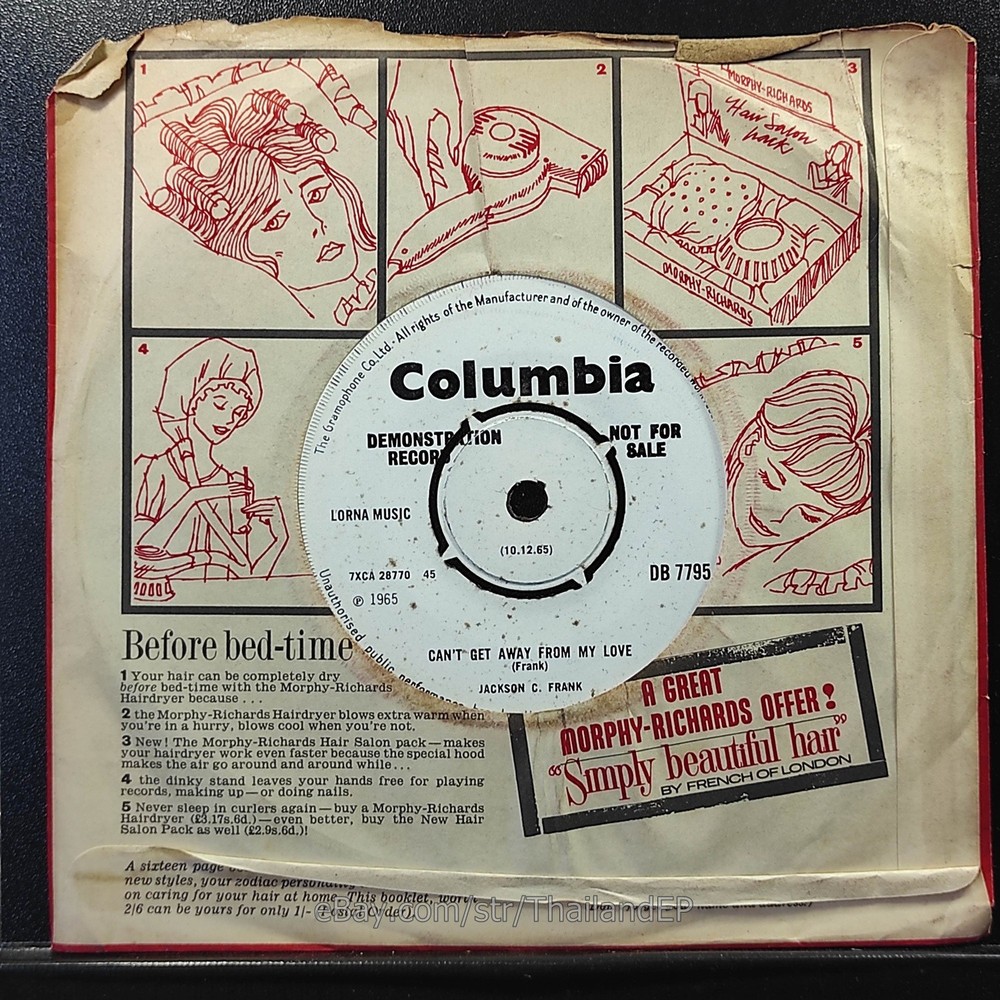 1
2
3
MORPHY-RICHARDS
Hair Salon
Pack
MORPHY-RICHARDS
4
5
The Gramophone Co. Ltd. · All rights of the Manufacturer and of the owner of the recorded
Columbia
DEMONSTRATION
RECORD
NOT FOR
SALE
LORNA MUSIC
(10.12.65)
7XCA 28770 45
DB 7795
℗ 1965
Unauthorised public
CAN'T GET AWAY FROM MY LOVE
(Frank)
JACKSON C. FRANK
Before bed-time
1 Your hair can be completely dry
before bed-time with the Morphy-Richards
Hairdryer because . . .
2 the Morphy-Richards Hairdryer blows extra warm when
you're in a hurry, blows cool when you're not.
3 New! The Morphy-Richards Hair Salon pack — makes
your hairdryer work even faster because the special hood
makes the air go around and around while . . .
4 the dinky stand leaves your hands free for playing
records, making up — or doing nails.
5 Never sleep in curlers again — buy a Morphy-Richards
Hairdryer (£3.17s.6d.) — even better, buy the New Hair
Salon Pack as well (£2.9s.6d.)!
A GREAT
MORPHY-RICHARDS OFFER!
"Simply beautiful hair"
BY FRENCH OF LONDON
A sixteen page
new styles, your zodiac
on caring for your hair at home. This booklet,
2/6 can be yours for only 1/- (Postal Order).
eBay.com/str/ThailandEP